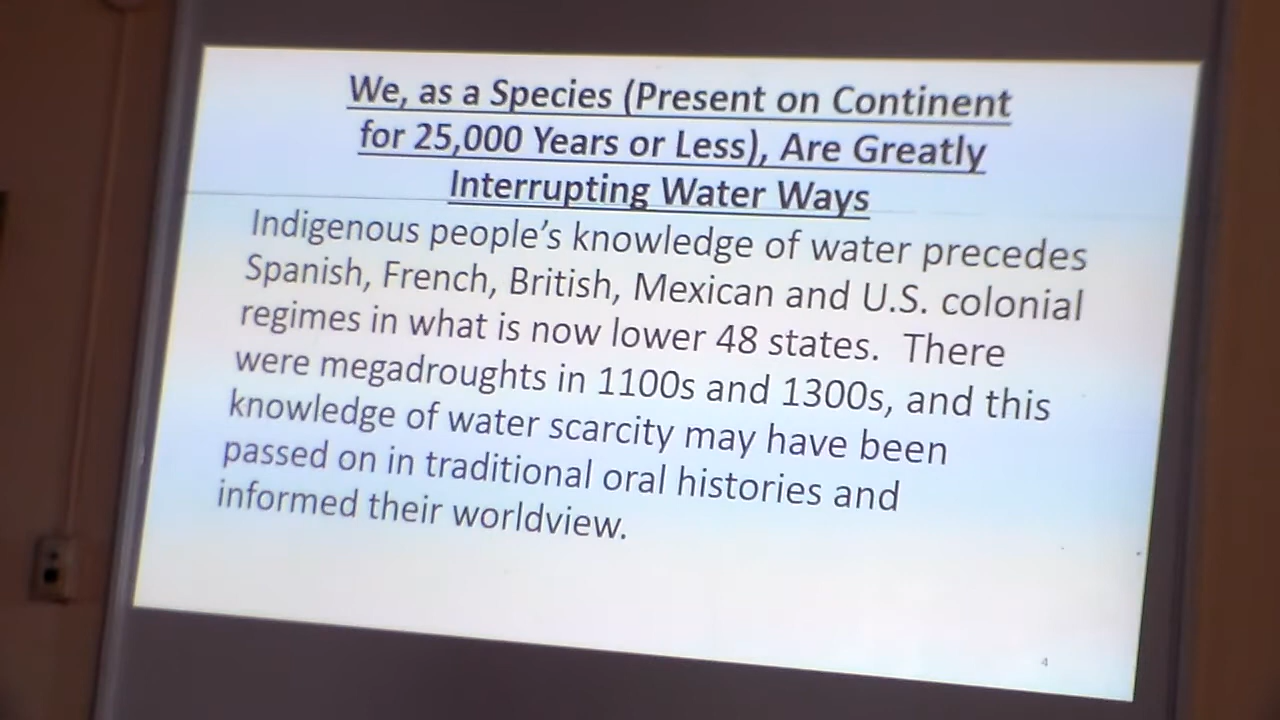 We, as a Species (Present on Continent
for 25,000 Years or Less), Are Greatly
Interrupting Water Ways
Indigenous people's knowledge of water precedes
Spanish, French, British, Mexican and U.S. colonial
regimes in what is now lower 48 states.  There
were megadroughts in 1100s and 1300s, and this
knowledge of water scarcity may have been
passed on in traditional oral histories and
informed their worldview.
4